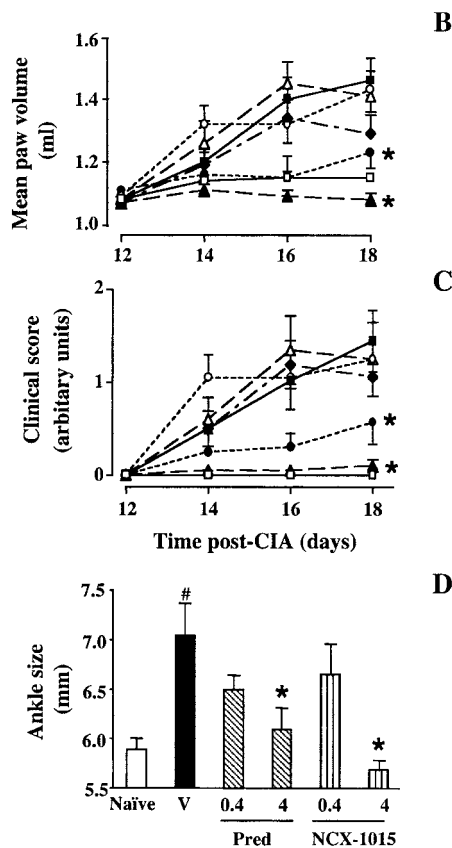 B
Mean paw volume
(ml)
1.6
1.4
1.2
1.0
*
*
12 14 16 18
C
Clinical score
(arbitary units)
2
1
0
*
*
12 14 16 18
Time post-CIA (days)
D
Ankle size
(mm)
7.5
7.0
6.5
6.0
5.5
#
*
*
Naïve V 0.4 4 0.4 4
Pred NCX-1015